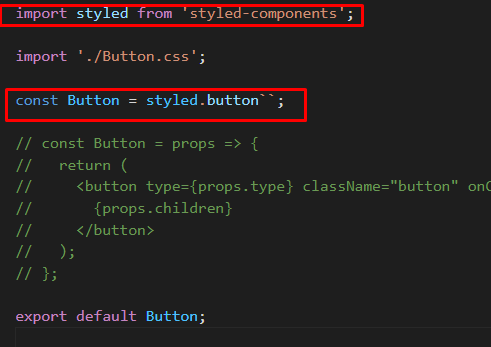 import styled from 'styled-components';
import './Button.css';
const Button = styled.button``;
// const Button = props => {
//   return (
//     <button type={props.type} className="button" onC
//       {props.children}
//     </button>
//   );
// };
export default Button;